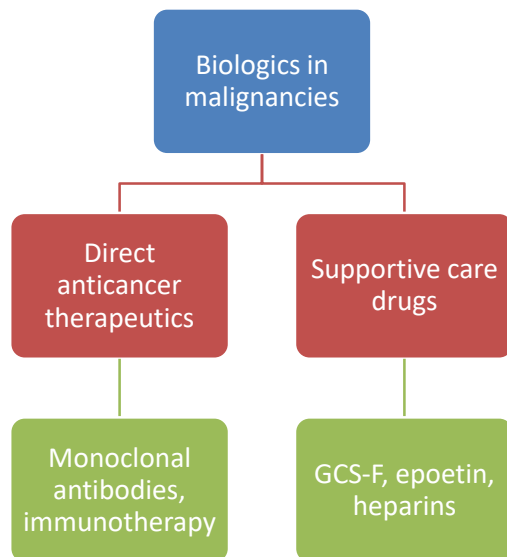 Biologics in
malignancies
Direct
anticancer
therapeutics
Supportive care
drugs
Monoclonal
antibodies,
immunotherapy
GCS-F, epoetin,
heparins